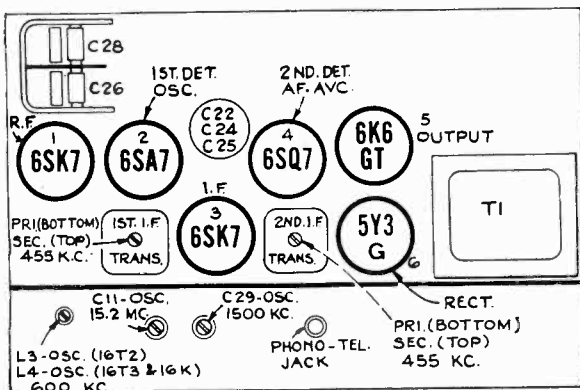 C28
C26
R.F.
1
6SK7
1ST. DET.
OSC.
2
6SA7
C22
C24
C25
2ND. DET.
AF. AVC.
4
6SQ7
6K6
GT
5
OUTPUT
PRI.(BOTTOM)
SEC. (TOP)
455 K.C.
1ST. I.F.
TRANS.
I.F.
3
6SK7
2ND. I.F
TRANS.
5Y3
G
6
T1
RECT.
C11-OSC.
15.2 MC.
C29-OSC.
1500 KC.
PHONO-TEL.
JACK
PRI.(BOTTOM)
SEC. (TOP)
455 KC.
L3-OSC. (16T2)
L4-OSC. (16T3 & 16K)
600 KC.